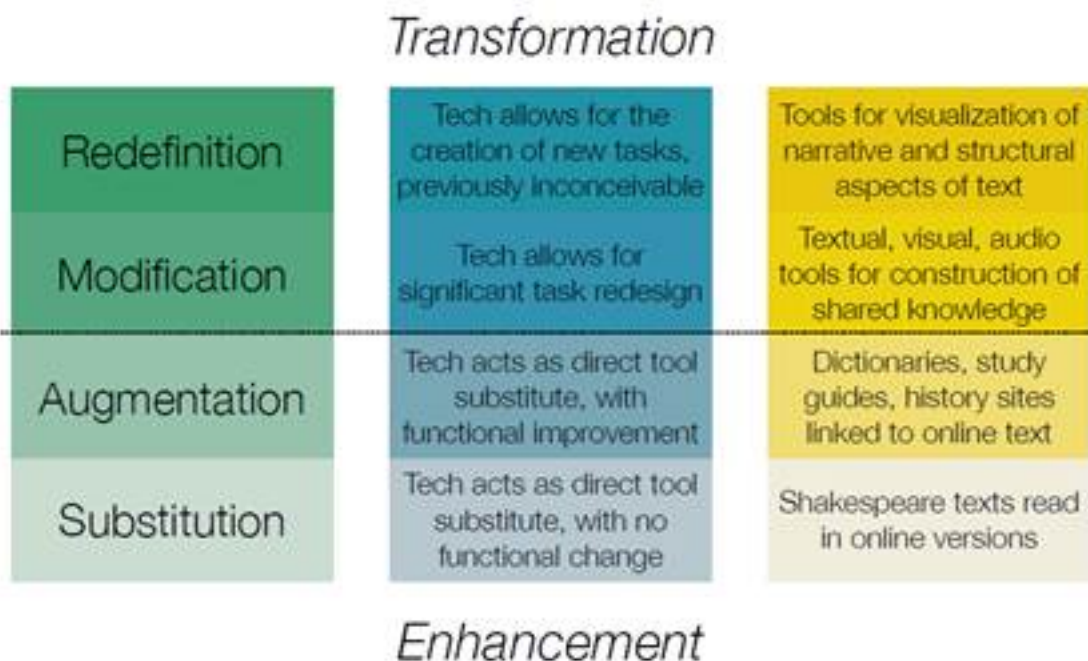 Transformation
Redefinition
Tech allows for the
creation of new tasks,
previously inconceivable
Tools for visualization of
narrative and structural
aspects of text
Modification
Tech allows for
significant task redesign
Textual, visual, audio
tools for construction of
shared knowledge
Augmentation
Tech acts as direct tool
substitute, with
functional improvement
Dictionaries, study
guides, history sites
linked to online text
Substitution
Tech acts as direct tool
substitute, with no
functional change
Shakespeare texts read
in online versions
Enhancement